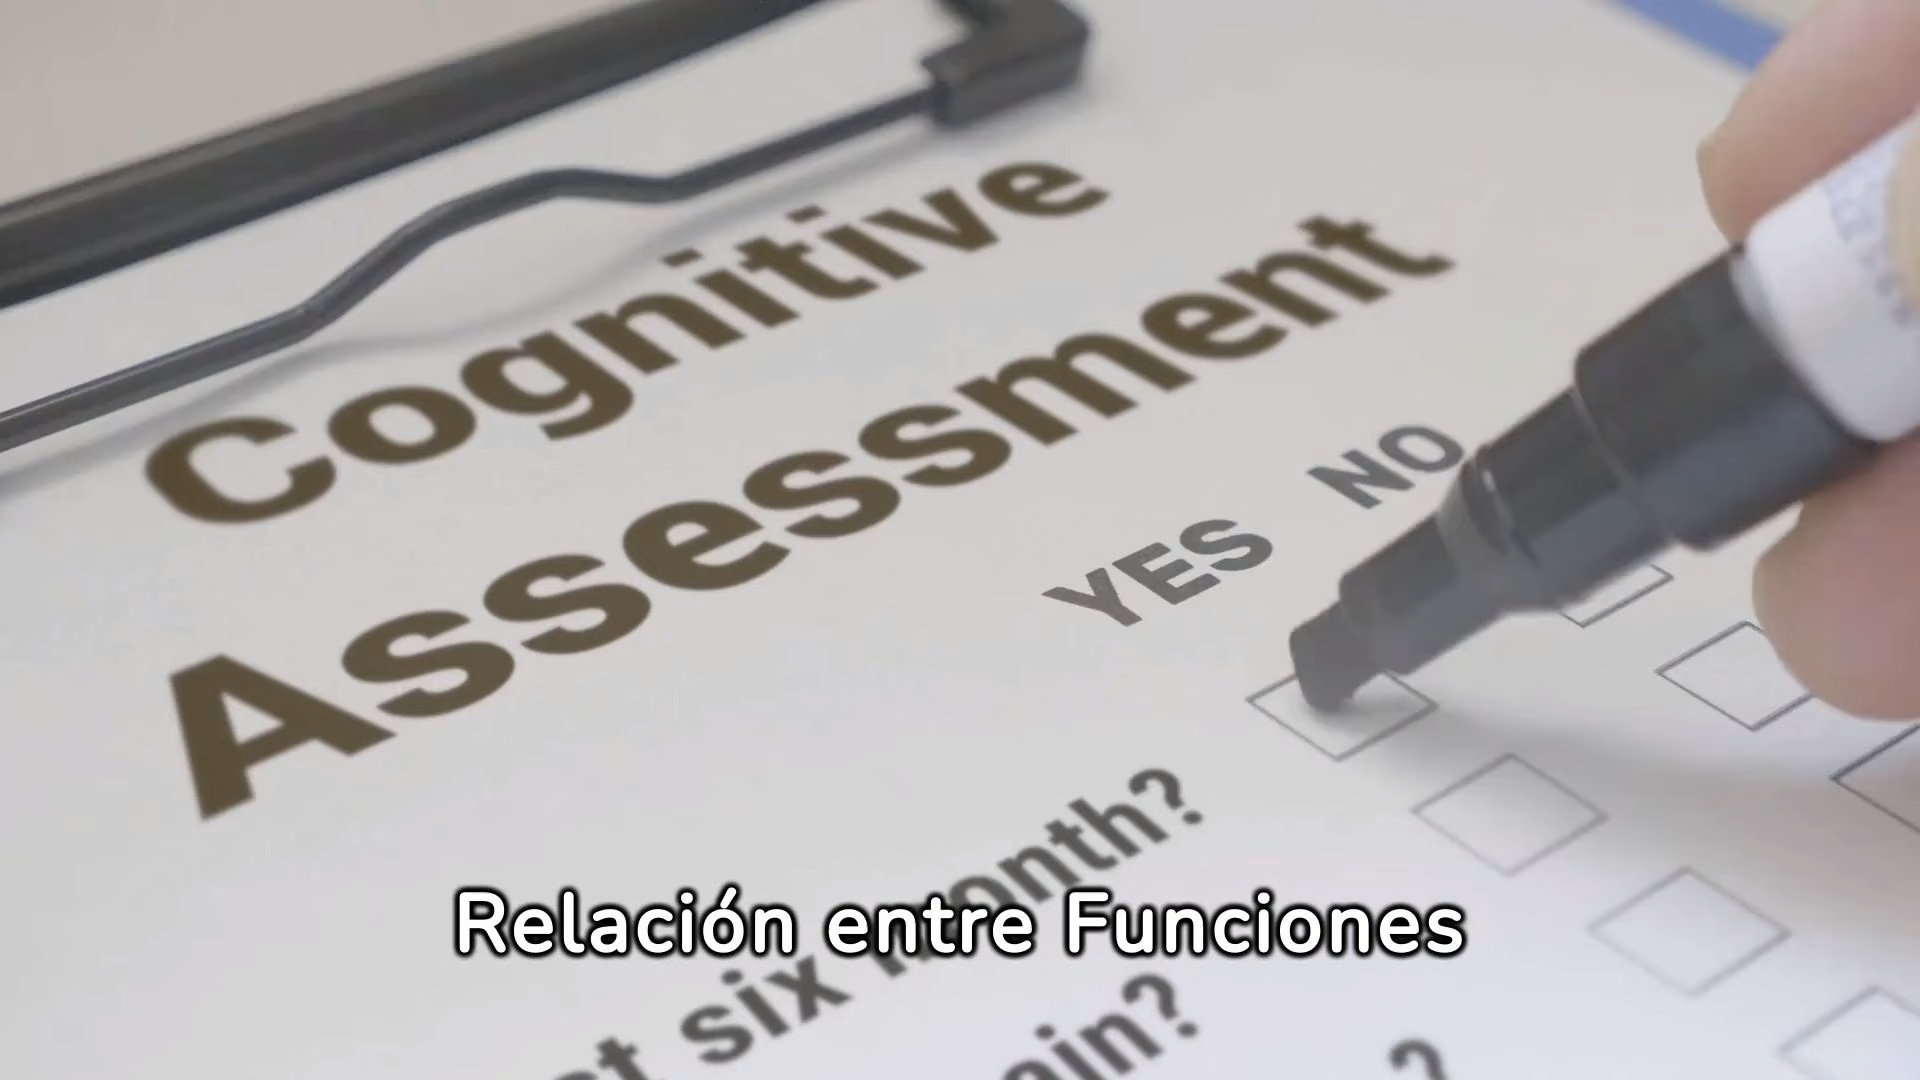 Cognitive
Assessment
YES NO
six month?
Relación entre Funciones
?